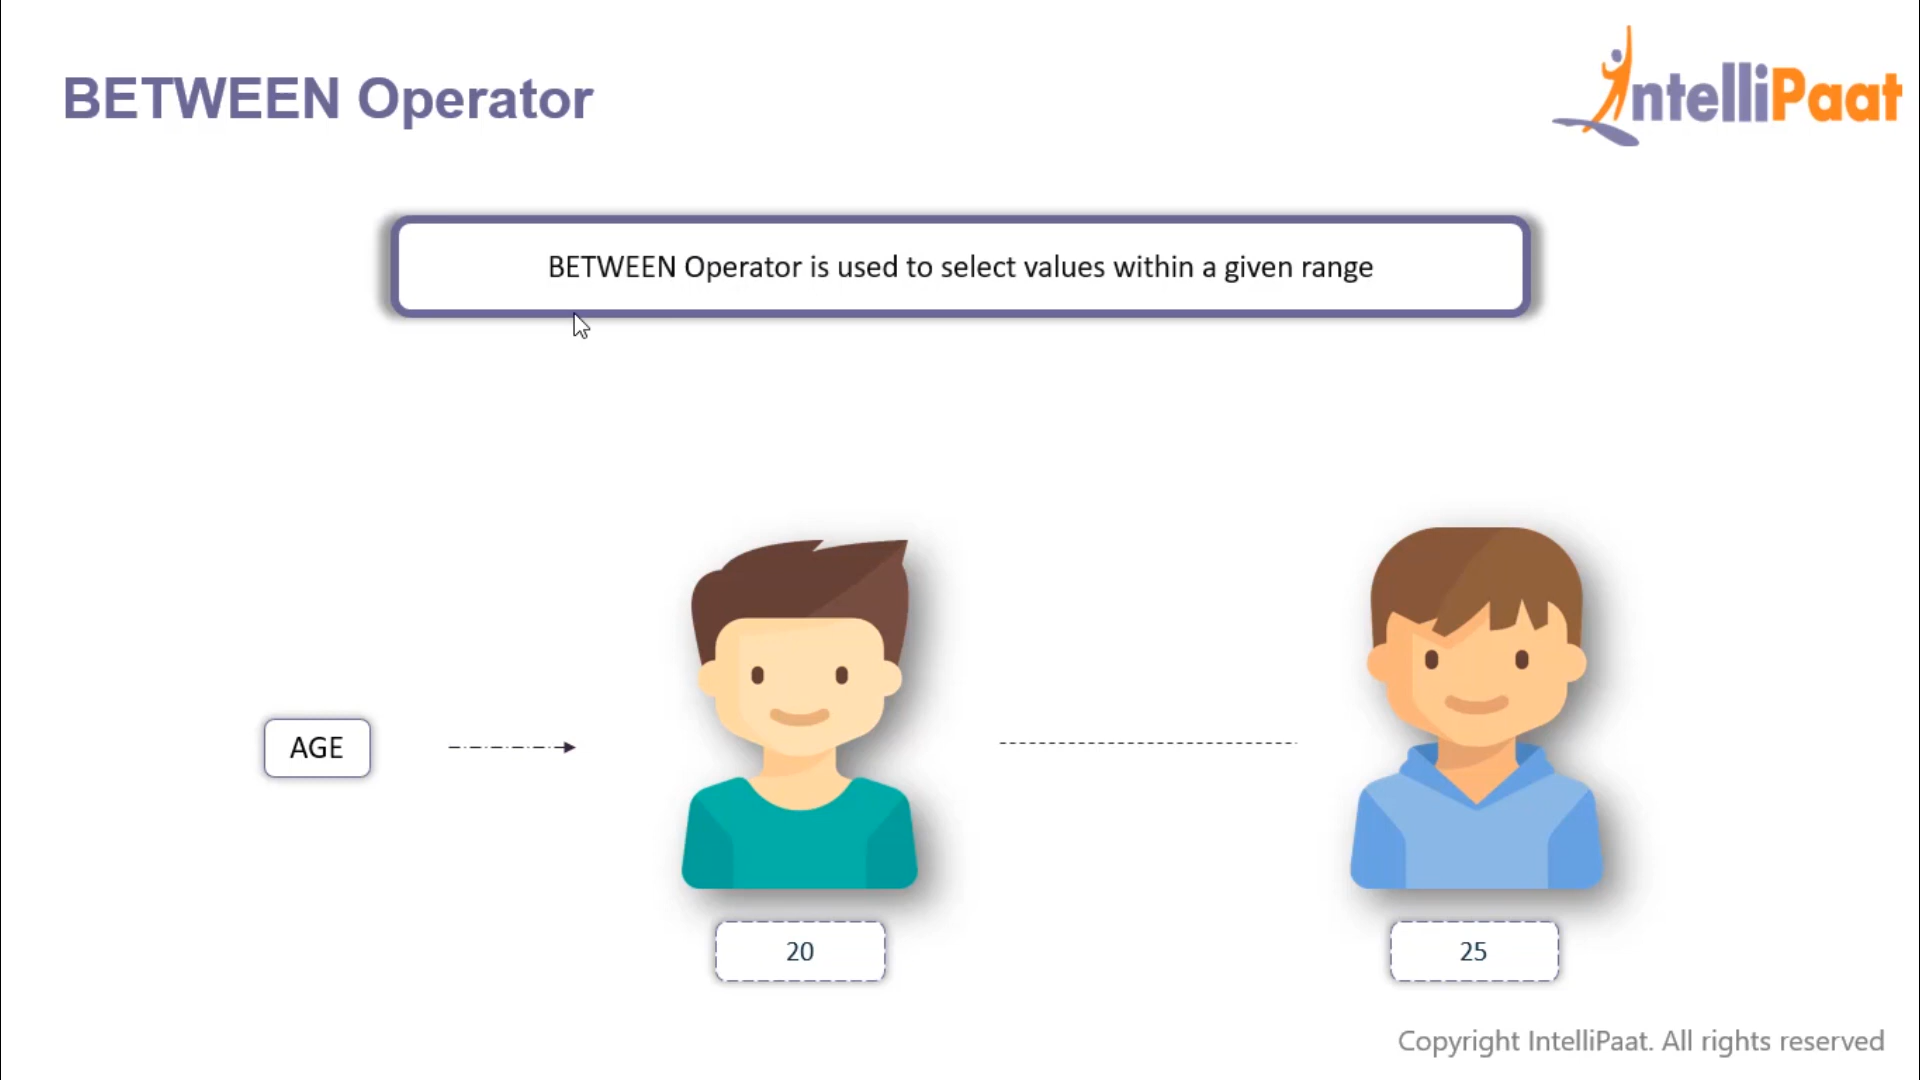 BETWEEN Operator
IntelliPaat
BETWEEN Operator is used to select values within a given range
AGE
20
25
Copyright IntelliPaat. All rights reserved